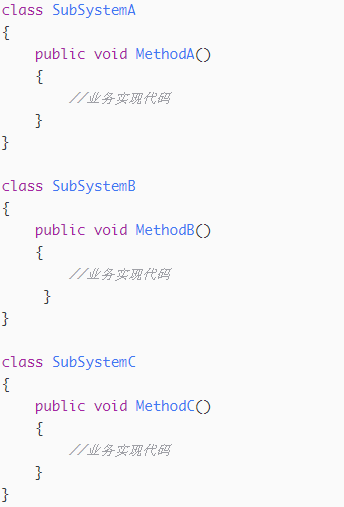 class SubSystemA
{
    public void MethodA()
    {
        //业务实现代码
    }
}

class SubSystemB
{
    public void MethodB()
    {
        //业务实现代码
     }
}

class SubSystemC
{
    public void MethodC()
    {
        //业务实现代码
    }
}